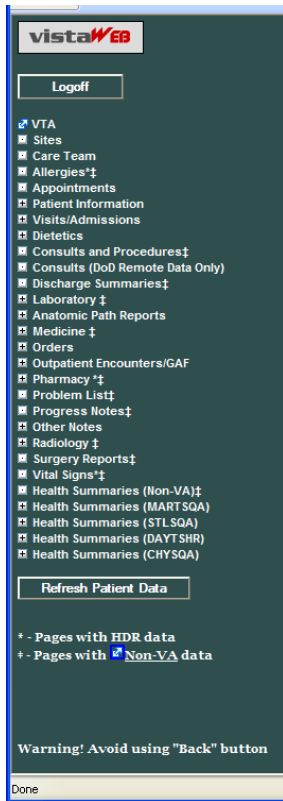 vistaWEB
Logoff
VTA
Sites
Care Team
Allergies*‡
Appointments
Patient Information
Visits/Admissions
Dietetics
Consults and Procedures‡
Consults (DoD Remote Data Only)
Discharge Summaries‡
Laboratory ‡
Anatomic Path Reports
Medicine ‡
Orders
Outpatient Encounters/GAF
Pharmacy *‡
Problem List‡
Progress Notes‡
Other Notes
Radiology ‡
Surgery Reports‡
Vital Signs*‡
Health Summaries (Non-VA)‡
Health Summaries (MARTSQA)
Health Summaries (STLSQA)
Health Summaries (DAYTSHR)
Health Summaries (CHYSQA)
Refresh Patient Data
* - Pages with HDR data
‡ - Pages with Non-VA data
Warning! Avoid using "Back" button
Done